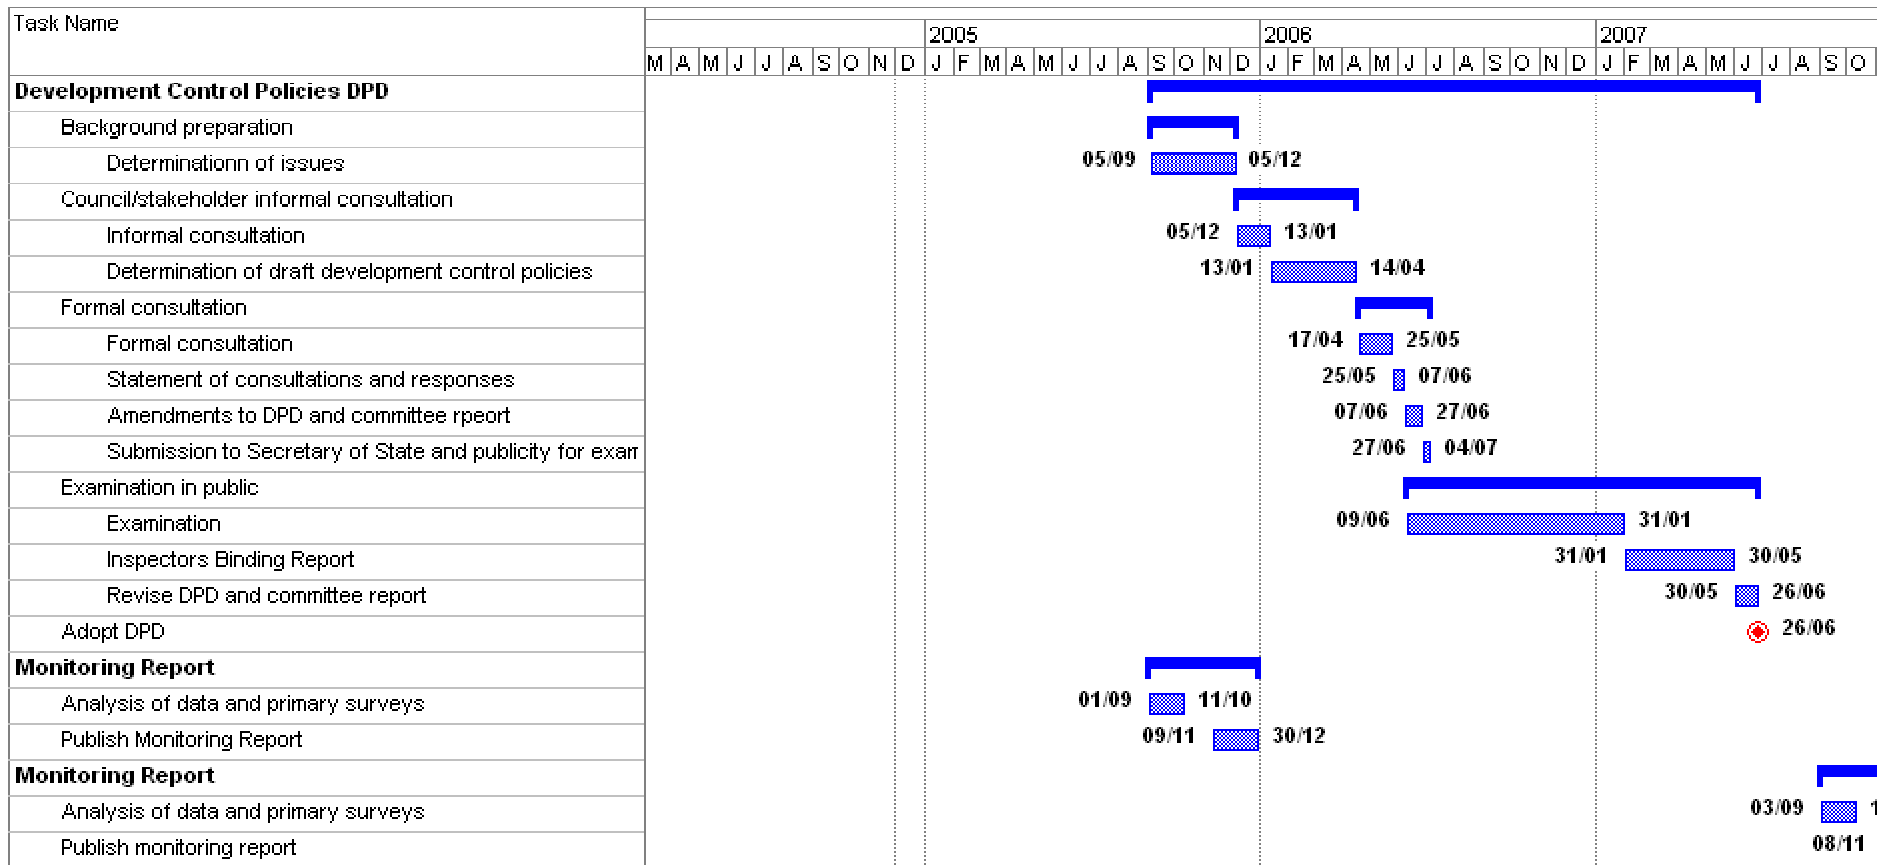 Task Name
2005 2006 2007
M A M J J A S O N D J F M A M J J A S O N D J F M A M J J A S O N D J F M A M J J A S O
Development Control Policies DPD
Background preparation
Determinationn of issues 05/09 05/12
Council/stakeholder informal consultation
Informal consultation 05/12 13/01
Determination of draft development control policies 13/01 14/04
Formal consultation
Formal consultation 17/04 25/05
Statement of consultations and responses 25/05 07/06
Amendments to DPD and committee rpeort 07/06 27/06
Submission to Secretary of State and publicity for exam 27/06 04/07
Examination in public
Examination 09/06 31/01
Inspectors Binding Report 31/01 30/05
Revise DPD and committee report 30/05 26/06
Adopt DPD 26/06
Monitoring Report
Analysis of data and primary surveys 01/09 11/10
Publish Monitoring Report 09/11 30/12
Monitoring Report
Analysis of data and primary surveys 03/09 1
Publish monitoring report 08/11